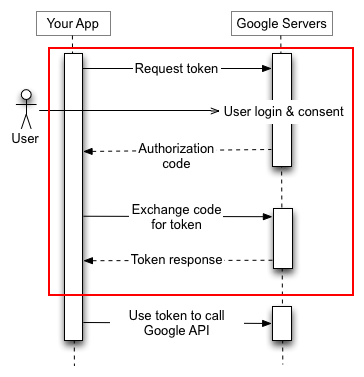 Your App
Google Servers
Request token
User login & consent
User
Authorization
code
Exchange code
for token
Token response
Use token to call
Google API